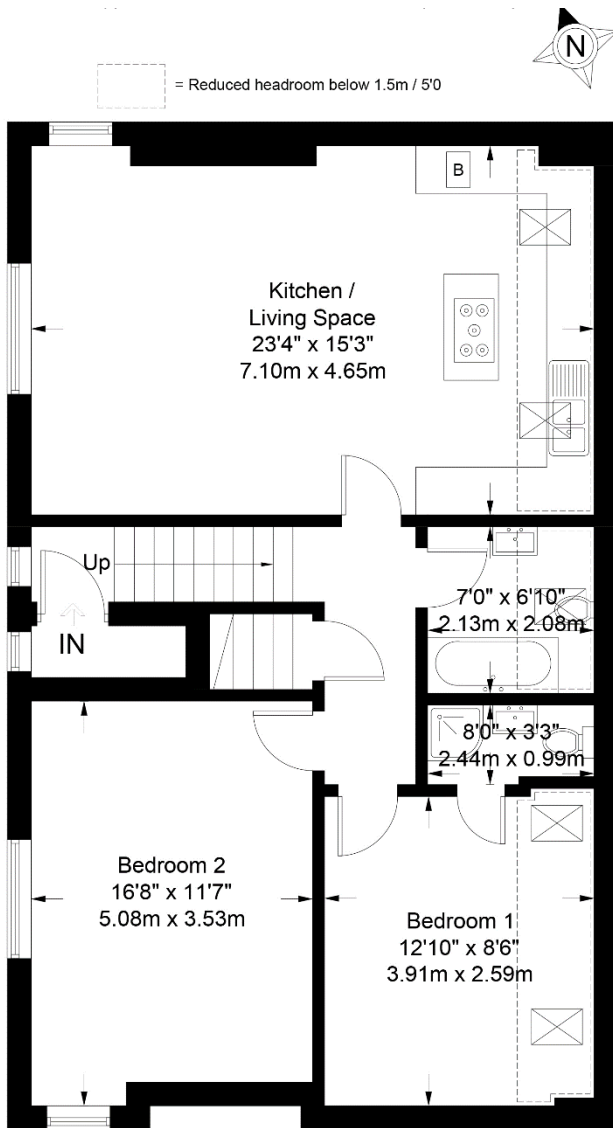 N
= Reduced headroom below 1.5m / 5'0
B
Kitchen /
Living Space
23'4" x 15'3"
7.10m x 4.65m
Up
IN
7'0" x 6'10"
2.13m x 2.08m
8'0" x 3'3"
2.44m x 0.99m
Bedroom 2
16'8" x 11'7"
5.08m x 3.53m
Bedroom 1
12'10" x 8'6"
3.91m x 2.59m